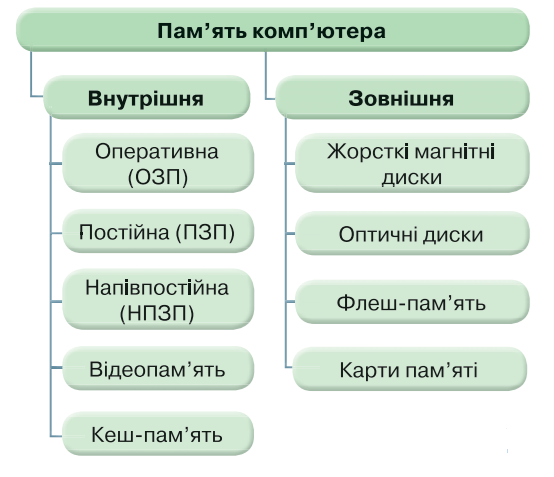 Пам’ять комп’ютера
Внутрішня
Оперативна
(ОЗП)
Постійна (ПЗП)
Напівпостійна
(НПЗП)
Відеопам’ять
Кеш-пам’ять
Зовнішня
Жорсткі магнітні
диски
Оптичні диски
Флеш-пам’ять
Карти пам’яті